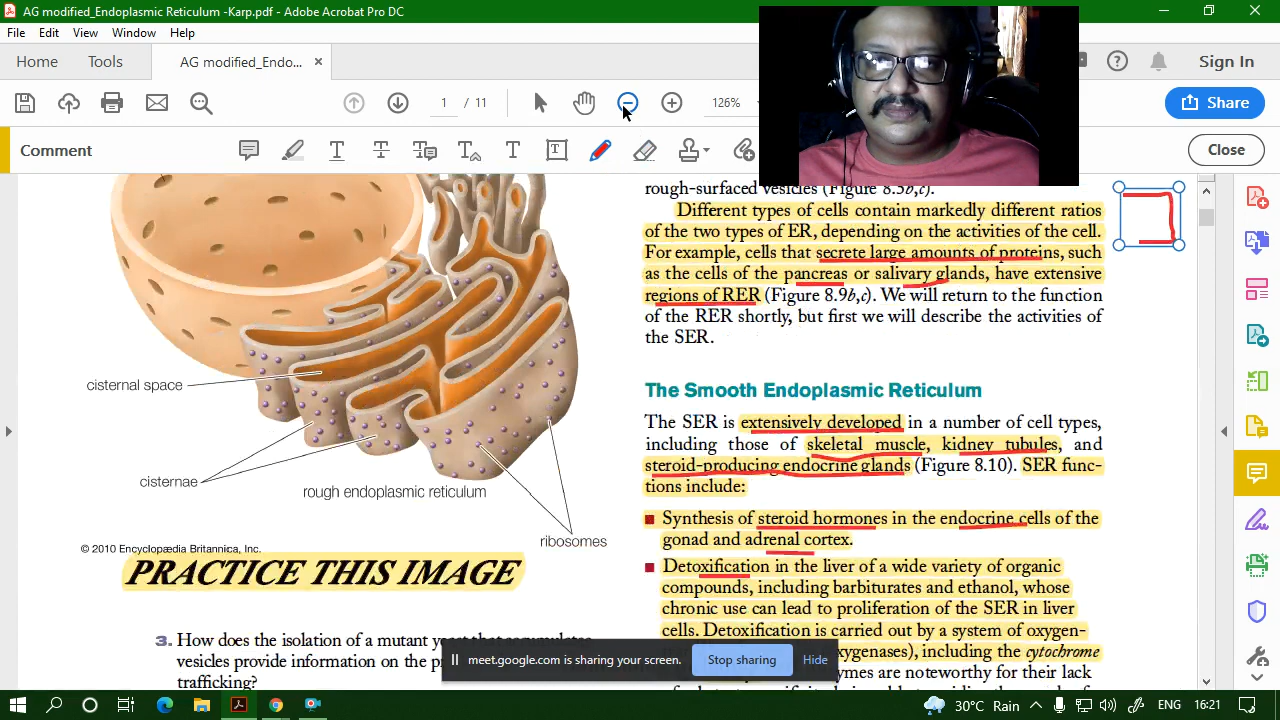 AG modified_Endoplasmic Reticulum -Karp.pdf - Adobe Acrobat Pro DC
File Edit View Window Help
Home Tools AG modified_Endo... × Sign In
1 / 11 126% Share
Comment Close
rough-surfaced vesicles (Figure 8.5b,c).
Different types of cells contain markedly different ratios
of the two types of ER, depending on the activities of the cell.
For example, cells that secrete large amounts of proteins, such
as the cells of the pancreas or salivary glands, have extensive
regions of RER (Figure 8.9b,c). We will return to the function
of the RER shortly, but first we will describe the activities of
the SER.
The Smooth Endoplasmic Reticulum
The SER is extensively developed in a number of cell types,
including those of skeletal muscle, kidney tubules, and
steroid-producing endocrine glands (Figure 8.10). SER func-
tions include:
Synthesis of steroid hormones in the endocrine cells of the
gonad and adrenal cortex.
Detoxification in the liver of a wide variety of organic
compounds, including barbiturates and ethanol, whose
chronic use can lead to proliferation of the SER in liver
cells. Detoxification is carried out by a system of oxygen-
xygenases), including the cytochrome
ymes are noteworthy for their lack
cisternal space
cisternae
rough endoplasmic reticulum
ribosomes
© 2010 Encyclopædia Britannica, Inc.
PRACTICE THIS IMAGE
3. How does the isolation of a mutant yeast that accumulates
vesicles provide information on the pr
trafficking?
meet.google.com is sharing your screen. Stop sharing Hide
30°C Rain ENG 16:21